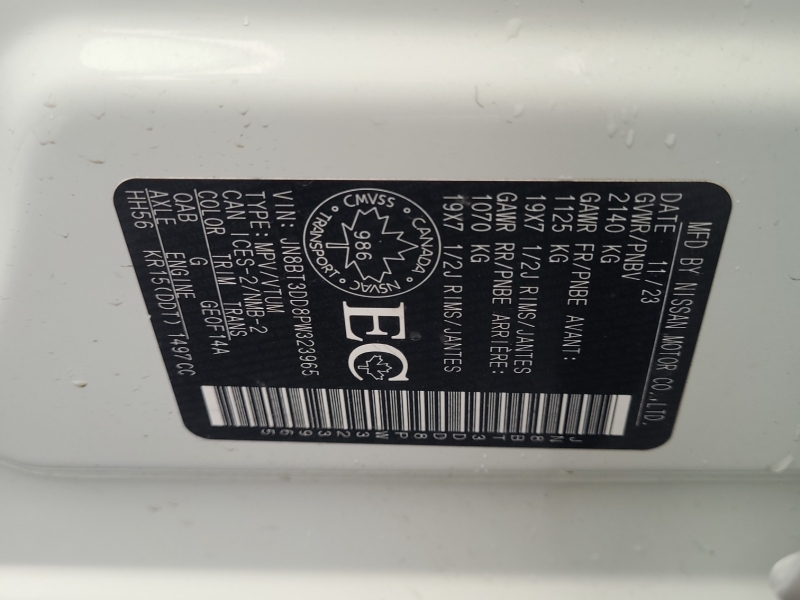 MFD BY NISSAN MOTOR CO.,LTD.
DATE 11/23
GVWR/PNBV
2140 KG
GAWR FR/PNBE AVANT:
1125 KG
19X7 1/2J RIMS/JANTES
GAWR RR/PNBE ARRIÈRE:
1070 KG
19X7 1/2J RIMS/JANTES
CMVSS CANADA NSVAC TRANSPORT
986
EC
VIN: JN8BT3DD8PW323965
TYPE: MPV/VTUM
CAN ICES-2/NMB-2
COLOR TRIM TRANS
QAB G GE0F14A
AXLE ENGINE
HH56 KR15(DDT) 1497CC
JN8BT3DD8PW323965